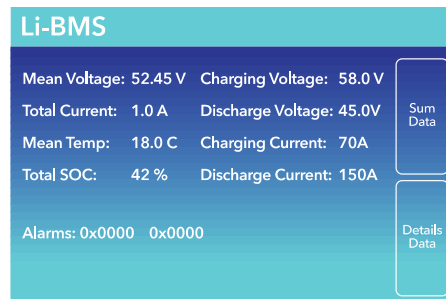 Li-BMS
Mean Voltage: 52.45 V Charging Voltage: 58.0 V
Total Current: 1.0 A Discharge Voltage: 45.0V
Mean Temp: 18.0 C Charging Current: 70A
Total SOC: 42 % Discharge Current: 150A
Alarms: 0x0000 0x0000
Sum
Data
Details
Data